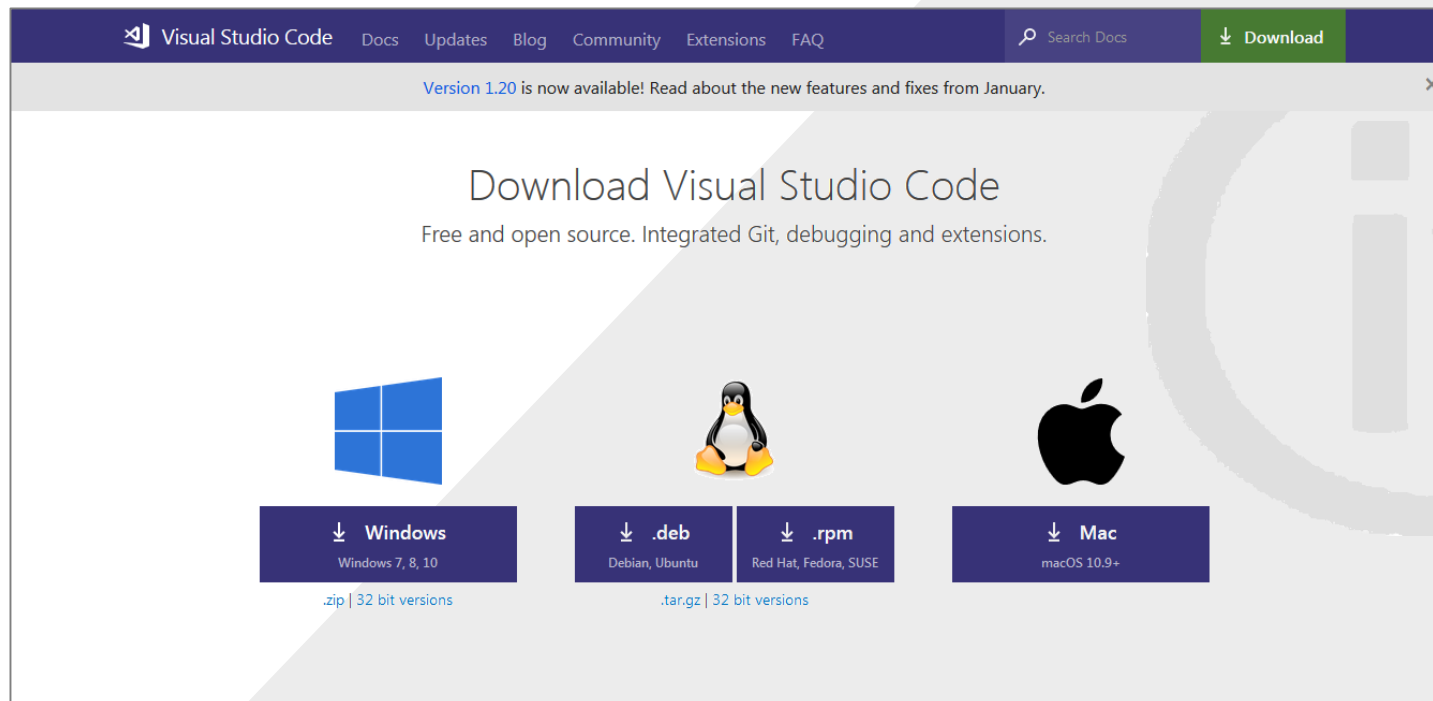 Visual Studio Code Docs Updates Blog Community Extensions FAQ Search Docs Download
Version 1.20 is now available! Read about the new features and fixes from January.
Download Visual Studio Code
Free and open source. Integrated Git, debugging and extensions.
Windows
Windows 7, 8, 10
.zip | 32 bit versions
.deb
Debian, Ubuntu
.rpm
Red Hat, Fedora, SUSE
.tar.gz | 32 bit versions
Mac
macOS 10.9+